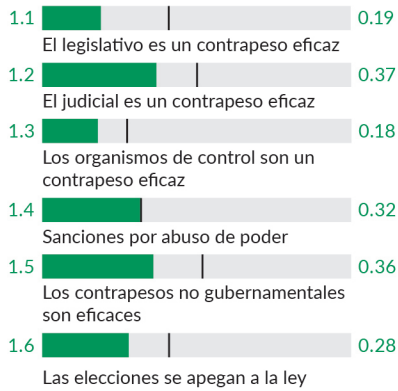 1.1 0.19
El legislativo es un contrapeso eficaz
1.2 0.37
El judicial es un contrapeso eficaz
1.3 0.18
Los organismos de control son un
contrapeso eficaz
1.4 0.32
Sanciones por abuso de poder
1.5 0.36
Los contrapesos no gubernamentales
son eficaces
1.6 0.28
Las elecciones se apegan a la ley